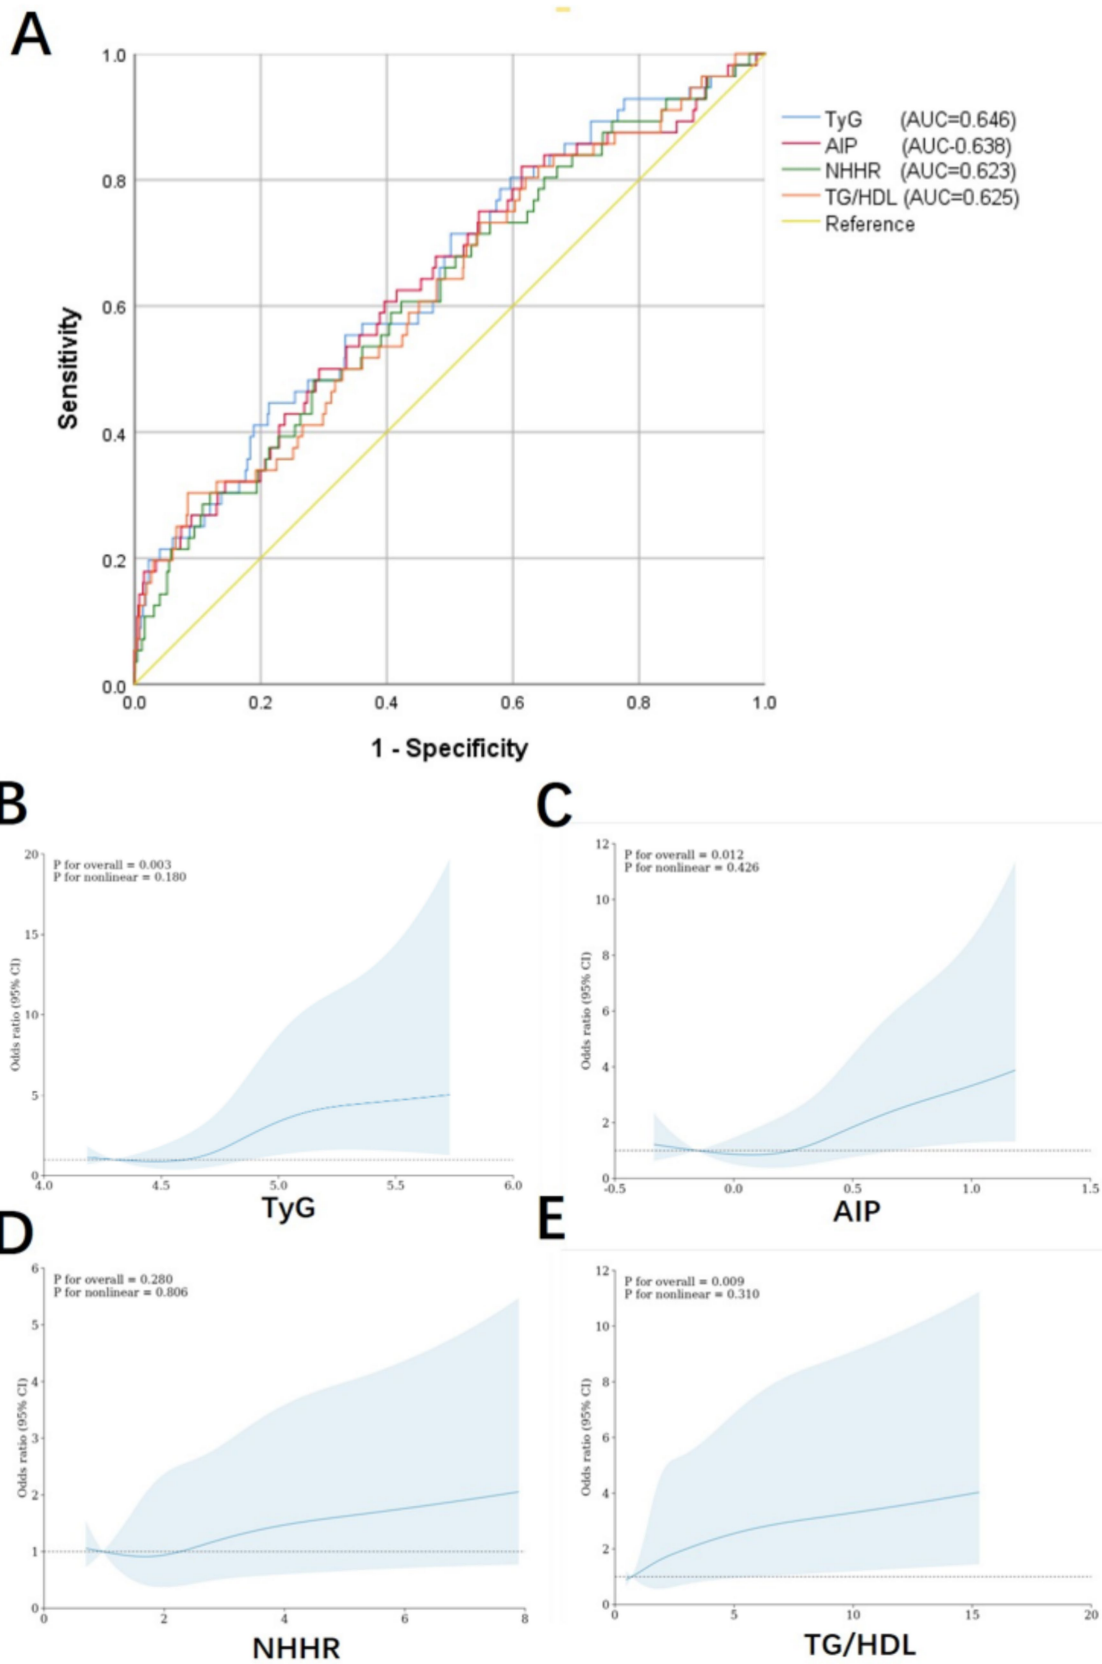 A
1.0
0.8
0.6
0.4
0.2
0.0
Sensitivity
0.0 0.2 0.4 0.6 0.8 1.0
1 - Specificity
TyG (AUC=0.646)
AIP (AUC-0.638)
NHHR (AUC=0.623)
TG/HDL (AUC=0.625)
Reference
B
P for overall = 0.003
P for nonlinear = 0.180
20
15
10
5
0
Odds ratio (95% CI)
4.0 4.5 5.0 5.5 6.0
TyG
C
P for overall = 0.012
P for nonlinear = 0.426
12
10
8
6
4
2
0
Odds ratio (95% CI)
-0.5 0.0 0.5 1.0 1.5
AIP
D
P for overall = 0.280
P for nonlinear = 0.806
6
5
4
3
2
1
0
Odds ratio (95% CI)
0 2 4 6 8
NHHR
E
P for overall = 0.009
P for nonlinear = 0.310
12
10
8
6
4
2
0
Odds ratio (95% CI)
0 5 10 15 20
TG/HDL